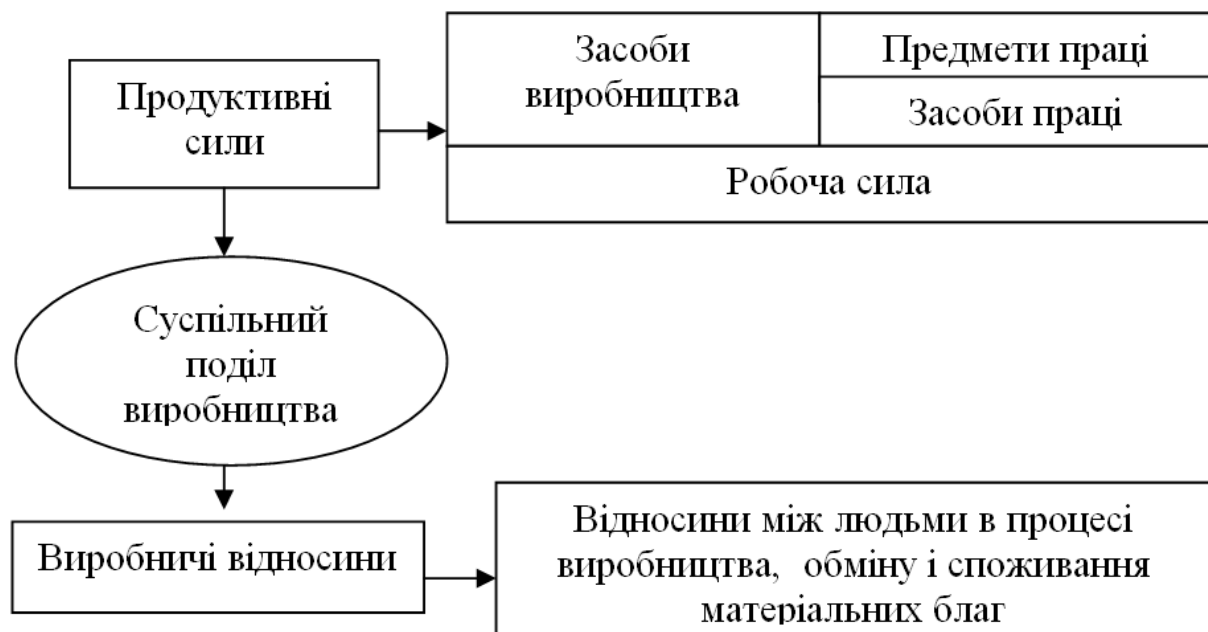 Продуктивні
сили
Засоби
виробництва
Предмети праці
Засоби праці
Робоча сила
Суспільний
поділ
виробництва
Виробничі відносини
Відносини між людьми в процесі
виробництва, обміну і споживання
матеріальних благ